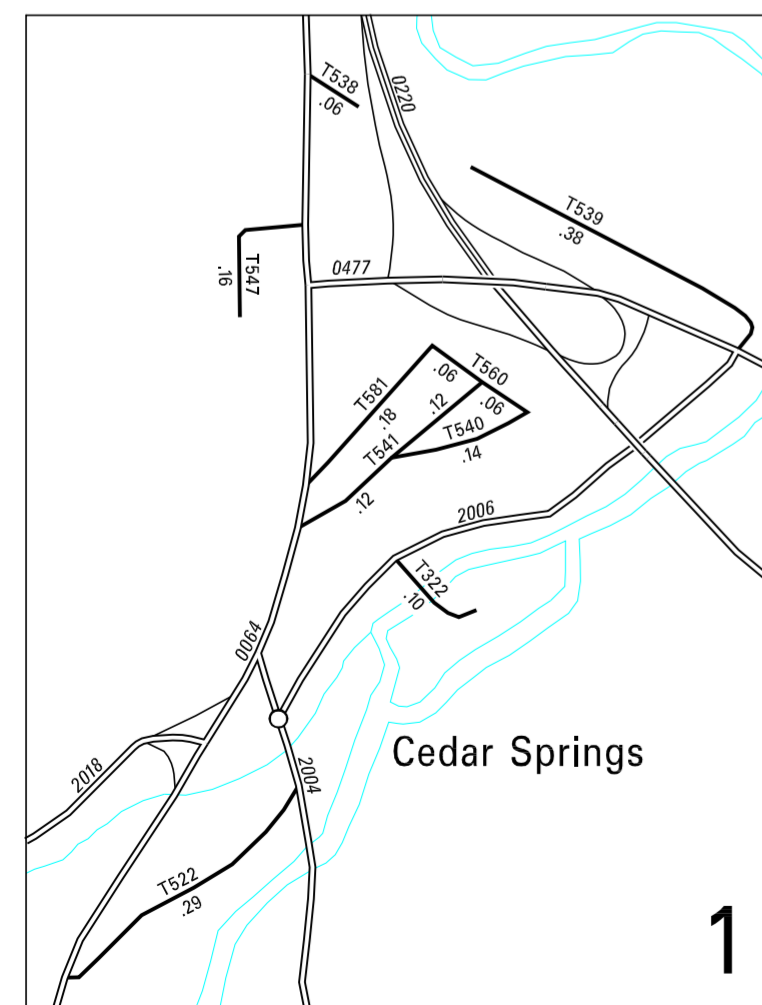 T538
.06
0220
T539
.38
T547
.16
0477
T560
.06
.06
T581
.18
.12
T540
.14
T541
.12
2006
T322
.10
0064
Cedar Springs
2004
2018
T522
.29
1